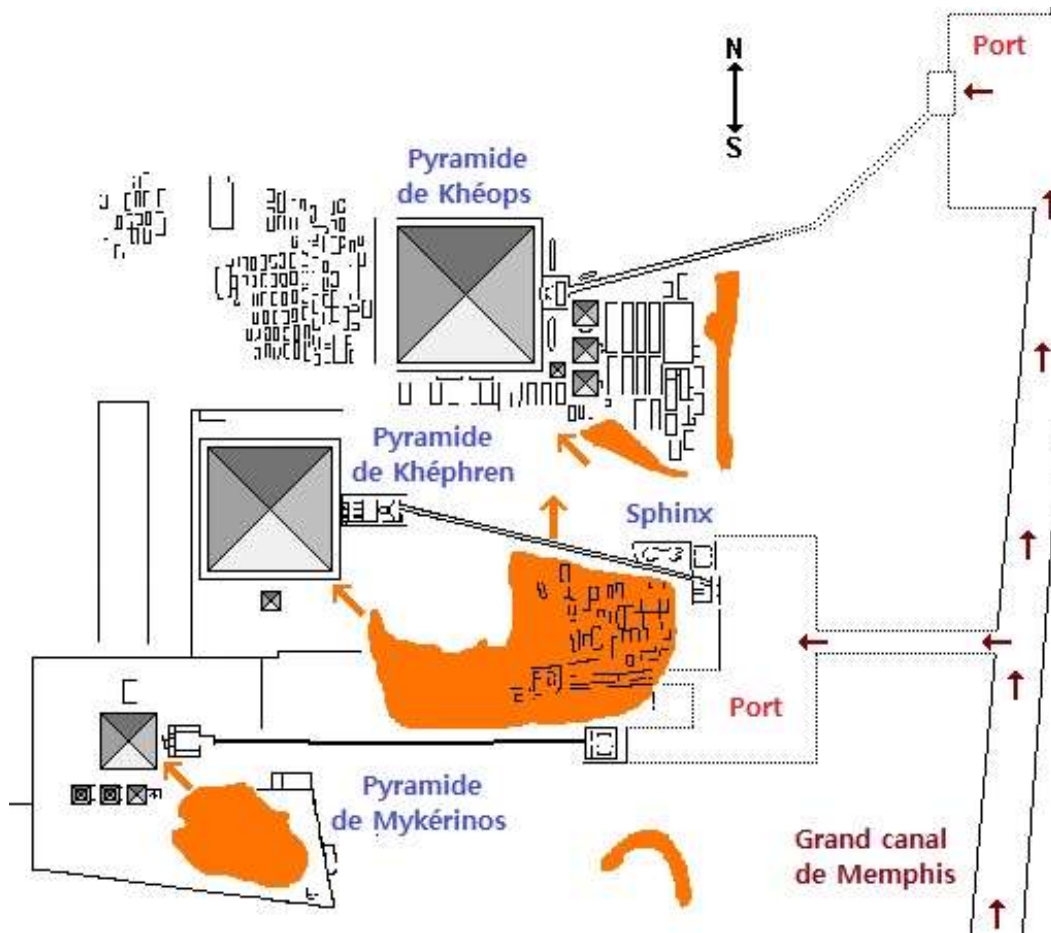 Port
N
S
Pyramide
de Khéops
Pyramide
de Khéphren
Sphinx
Port
Pyramide
de Mykérinos
Grand canal
de Memphis